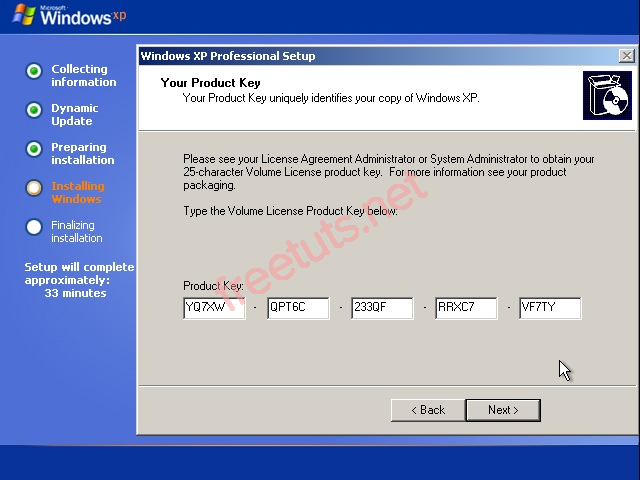 Microsoft
Windows xp
Collecting
information
Dynamic
Update
Preparing
installation
Installing
Windows
Finalizing
installation
Setup will complete
approximately:
33 minutes
Windows XP Professional Setup
Your Product Key
Your Product Key uniquely identifies your copy of Windows XP.
Please see your License Agreement Administrator or System Administrator to obtain your
25-character Volume License product key. For more information see your product
packaging.
Type the Volume License Product Key below:
freetuts.net
Product Key:
YQ7XW - QPT6C - 233QF - RRXC7 - VF7TY
< Back Next >